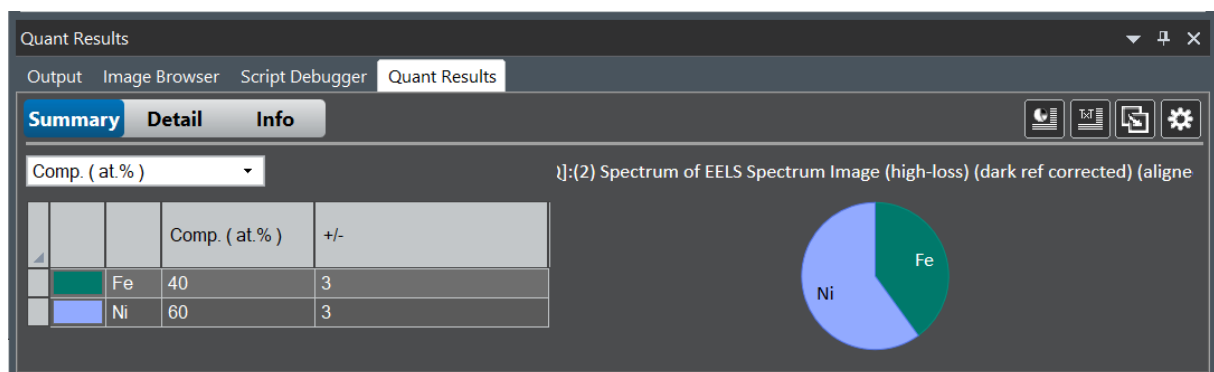 Quant Results
Output Image Browser Script Debugger Quant Results
Summary Detail Info
TXT
Comp. ( at.% )
]:(2) Spectrum of EELS Spectrum Image (high-loss) (dark ref corrected) (aligne
Comp. ( at.% ) +/-
Fe 40 3
Ni 60 3
Fe
Ni